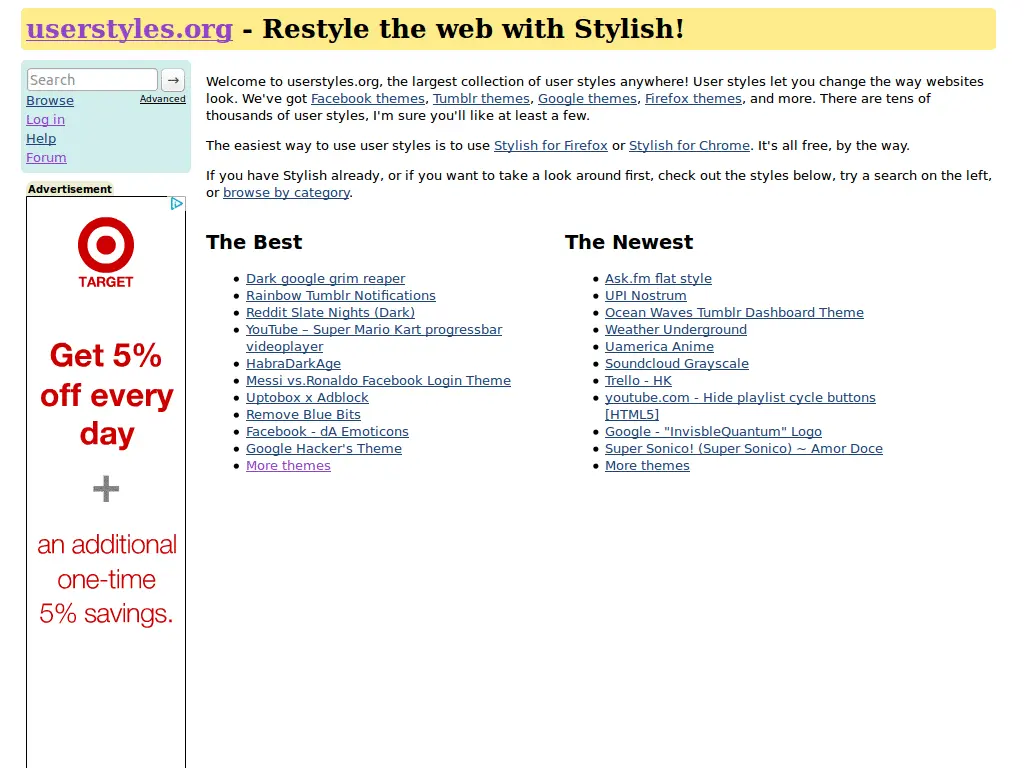 userstyles.org - Restyle the web with Stylish!
Search →
Browse Advanced
Log in
Help
Forum
Advertisement
TARGET
Get 5%
off every
day
+
an additional
one-time
5% savings.
Welcome to userstyles.org, the largest collection of user styles anywhere! User styles let you change the way websites
look. We've got Facebook themes, Tumblr themes, Google themes, Firefox themes, and more. There are tens of
thousands of user styles, I'm sure you'll like at least a few.
The easiest way to use user styles is to use Stylish for Firefox or Stylish for Chrome. It's all free, by the way.
If you have Stylish already, or if you want to take a look around first, check out the styles below, try a search on the left,
or browse by category.
The Best
Dark google grim reaper
Rainbow Tumblr Notifications
Reddit Slate Nights (Dark)
YouTube – Super Mario Kart progressbar
videoplayer
HabraDarkAge
Messi vs.Ronaldo Facebook Login Theme
Uptobox x Adblock
Remove Blue Bits
Facebook - dA Emoticons
Google Hacker's Theme
More themes
The Newest
Ask.fm flat style
UPI Nostrum
Ocean Waves Tumblr Dashboard Theme
Weather Underground
Uamerica Anime
Soundcloud Grayscale
Trello - HK
youtube.com - Hide playlist cycle buttons
[HTML5]
Google - "InvisbleQuantum" Logo
Super Sonico! (Super Sonico) ~ Amor Doce
More themes